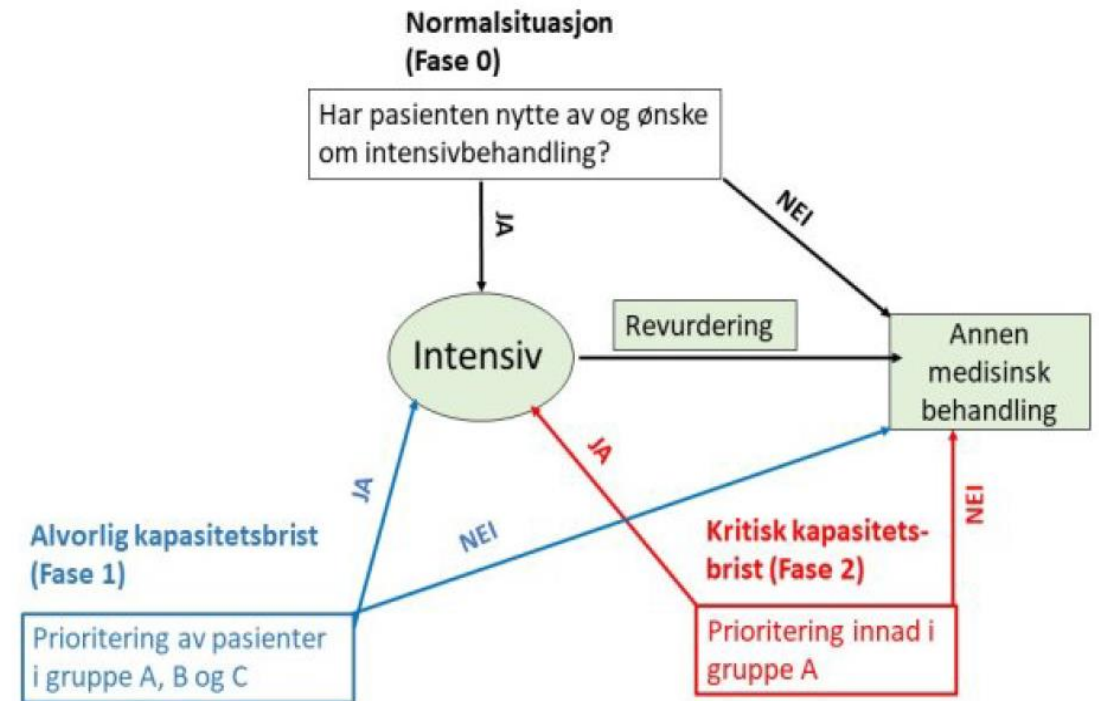 Normalsituasjon
(Fase 0)
Har pasienten nytte av og ønske
om intensivbehandling?
JA
NEI
Intensiv
Revurdering
Annen
medisinsk
behandling
JA
NEI
JA
NEI
Alvorlig kapasitetsbrist
(Fase 1)
Prioritering av pasienter
i gruppe A, B og C
Kritisk kapasitets-
brist (Fase 2)
Prioritering innad i
gruppe A